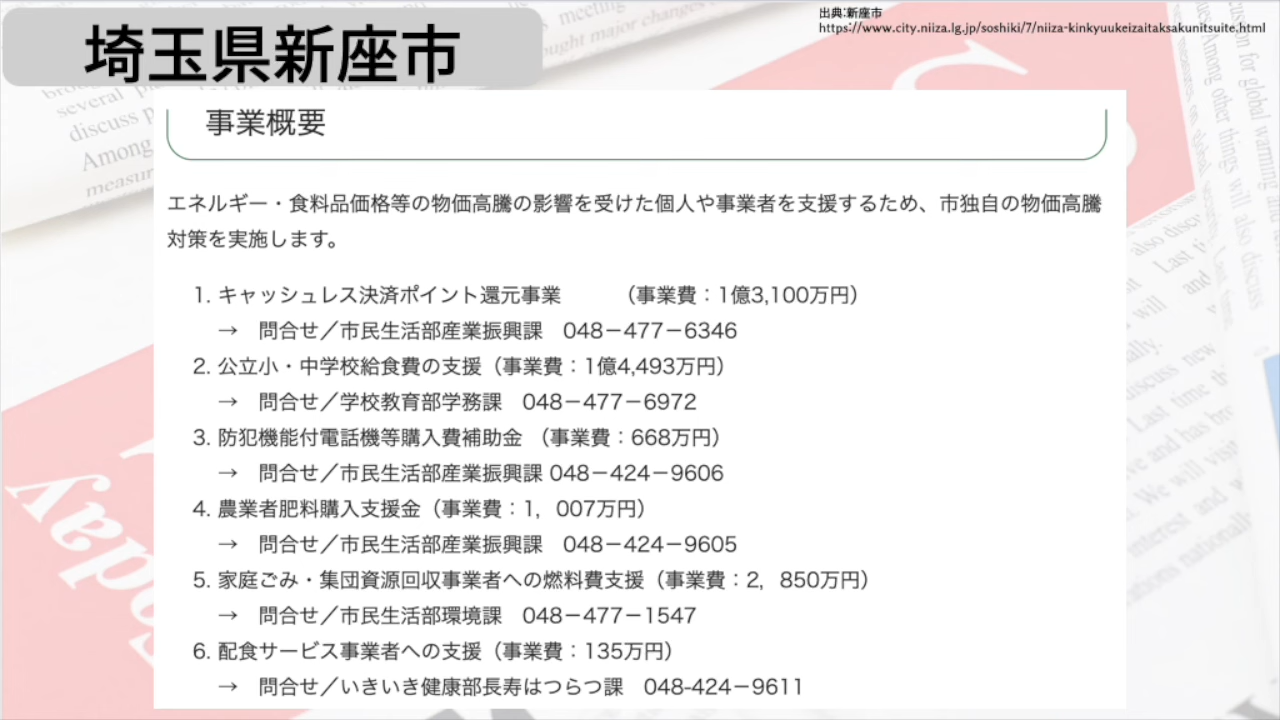 埼玉県新座市
出典:新座市
https://www.city.niiza.lg.jp/soshiki/7/niiza-kinkyuukeizaitaksakunitsuite.html
事業概要
エネルギー・食料品価格等の物価高騰の影響を受けた個人や事業者を支援するため、市独自の物価高騰
対策を実施します。
1. キャッシュレス決済ポイント還元事業　　　（事業費：1億3,100万円）
→　問合せ／市民生活部産業振興課　048−477−6346
2. 公立小・中学校給食費の支援（事業費：1億4,493万円）
→　問合せ／学校教育部学務課　048−477−6972
3. 防犯機能付電話機等購入費補助金 （事業費：668万円）
→　問合せ／市民生活部産業振興課 048−424−9606
4. 農業者肥料購入支援金（事業費：1，007万円）
→　問合せ／市民生活部産業振興課　048−424−9605
5. 家庭ごみ・集団資源回収事業者への燃料費支援（事業費：2，850万円）
→　問合せ／市民生活部環境課　048−477−1547
6. 配食サービス事業者への支援（事業費：135万円）
→　問合せ／いきいき健康部長寿はつらつ課　048-424−9611